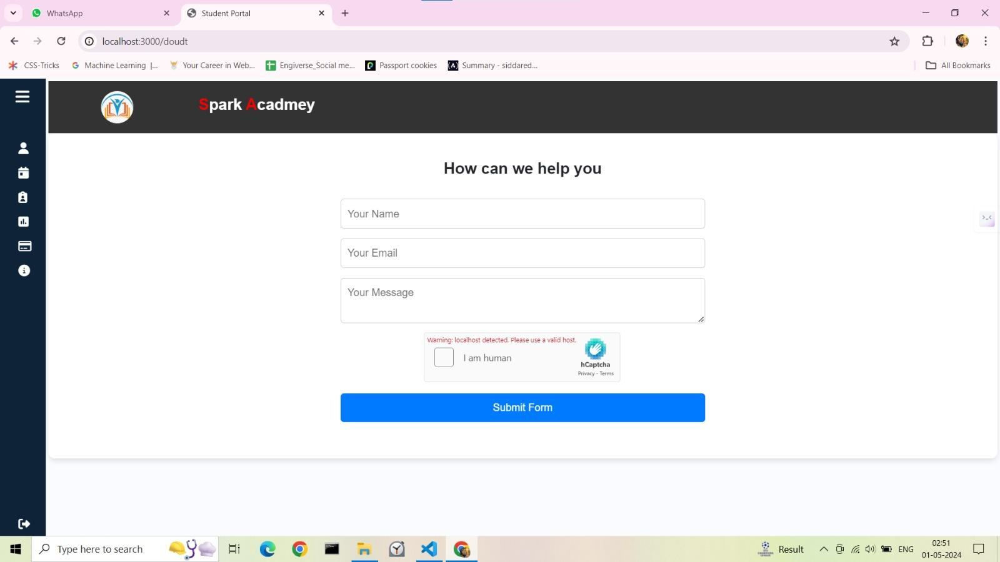 WhatsApp
Student Portal
localhost:3000/doudt
CSS-Tricks
Machine Learning |...
Your Career in Web...
Engiverse_Social me...
Passport cookies
Summary - siddared...
All Bookmarks
Spark Acadmey
How can we help you
Your Name
Your Email
Your Message
Warning: localhost detected. Please use a valid host.
I am human
hCaptcha
Privacy - Terms
Submit Form
Type here to search
Result
ENG
02:51
01-05-2024